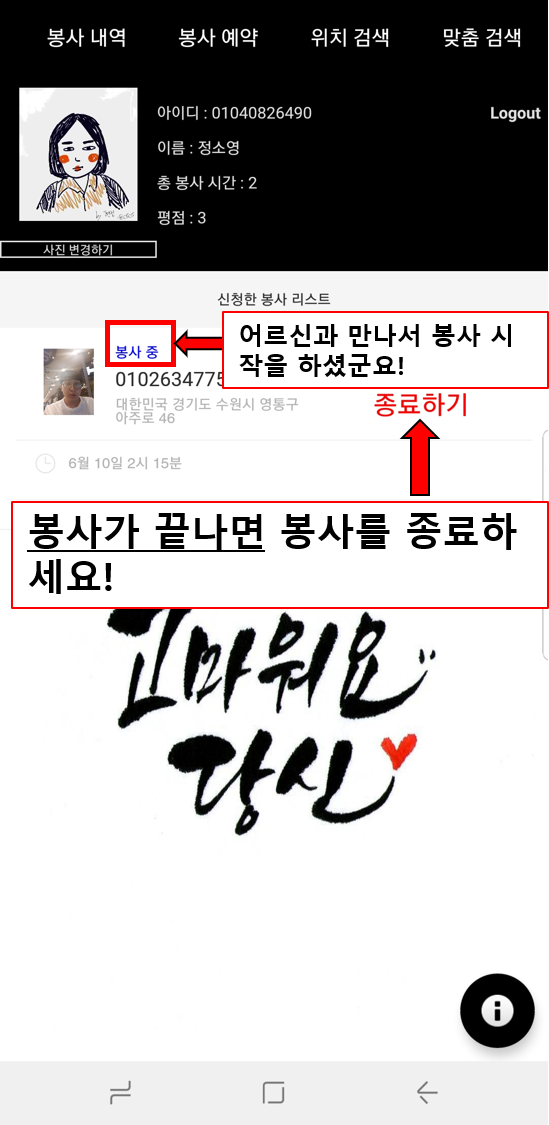 봉사 내역 봉사 예약 위치 검색 맞춤 검색
아이디 : 01040826490 Logout
이름 : 정소영
총 봉사 시간 : 2
평점 : 3
사진 변경하기
신청한 봉사 리스트
봉사 중
어르신과 만나서 봉사 시
작을 하셨군요!
0102634775
대한민국 경기도 수원시 영통구
아주로 46
종료하기
6월 10일 2시 15분
봉사가 끝나면 봉사를 종료하
세요!
고마워요
당신